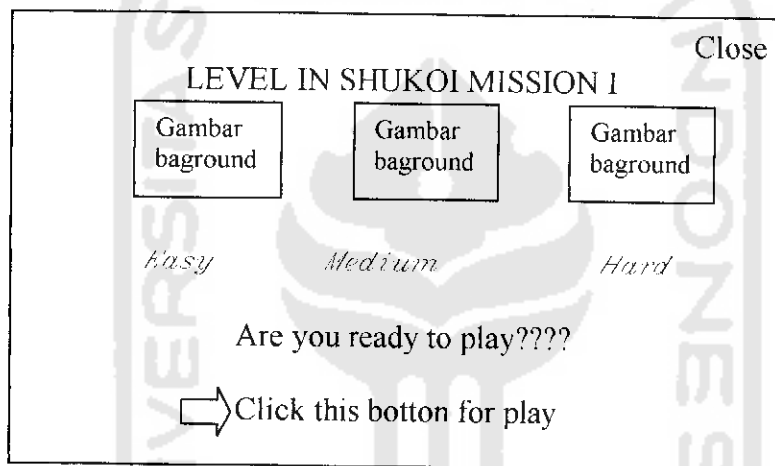 Close
LEVEL IN SHUKOI MISSION 1
Gambar
baground
Gambar
baground
Gambar
baground
Easy
Medium
Hard
Are you ready to play????
Click this botton for play